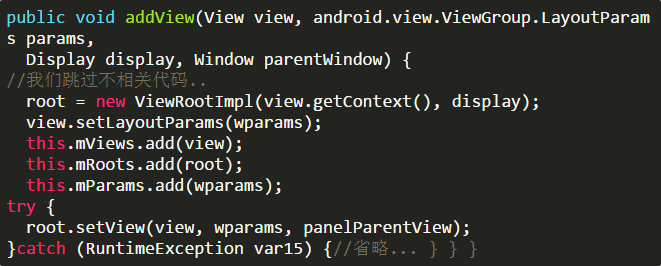 public void addView(View view, android.view.ViewGroup.LayoutParam
s params,
  Display display, Window parentWindow) {
//我们跳过不相关代码..
  root = new ViewRootImpl(view.getContext(), display);
  view.setLayoutParams(wparams);
  this.mViews.add(view);
  this.mRoots.add(root);
  this.mParams.add(wparams);
try {
  root.setView(view, wparams, panelParentView);
}catch (RuntimeException var15) {//省略... } } }